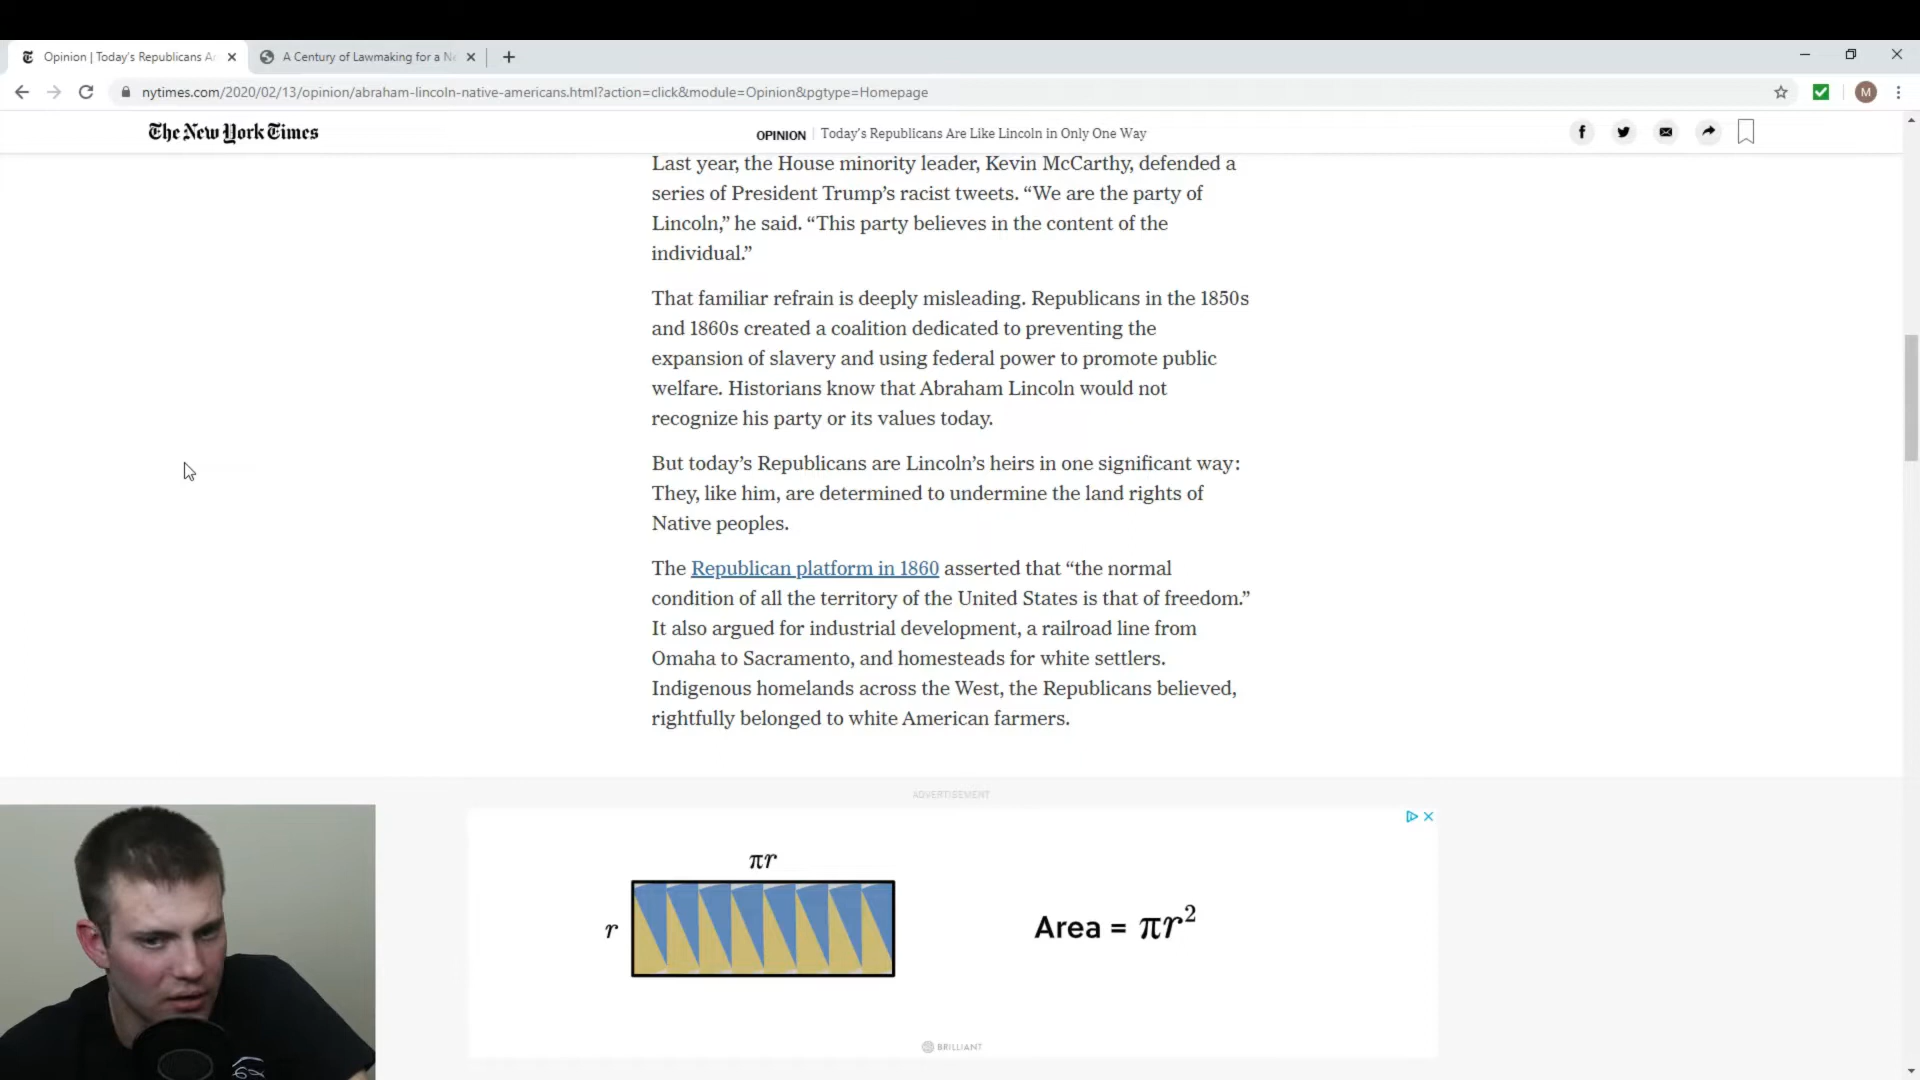 Opinion | Today's Republicans Ar
A Century of Lawmaking for a Ne
nytimes.com/2020/02/13/opinion/abraham-lincoln-native-americans.html?action=click&module=Opinion&pgtype=Homepage
M
The New York Times
OPINION
Today's Republicans Are Like Lincoln in Only One Way
Last year, the House minority leader, Kevin McCarthy, defended a
series of President Trump's racist tweets. “We are the party of
Lincoln,” he said. “This party believes in the content of the
individual.”
That familiar refrain is deeply misleading. Republicans in the 1850s
and 1860s created a coalition dedicated to preventing the
expansion of slavery and using federal power to promote public
welfare. Historians know that Abraham Lincoln would not
recognize his party or its values today.
But today’s Republicans are Lincoln’s heirs in one significant way:
They, like him, are determined to undermine the land rights of
Native peoples.
The Republican platform in 1860 asserted that “the normal
condition of all the territory of the United States is that of freedom.”
It also argued for industrial development, a railroad line from
Omaha to Sacramento, and homesteads for white settlers.
Indigenous homelands across the West, the Republicans believed,
rightfully belonged to white American farmers.
ADVERTISEMENT
πr
r
Area = πr²
BRILLIANT